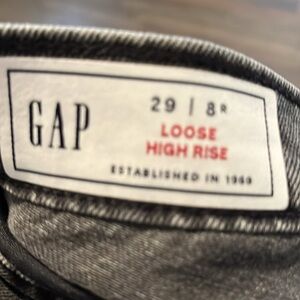 GAP
29 | 8R
LOOSE
HIGH RISE
ESTABLISHED IN 1969